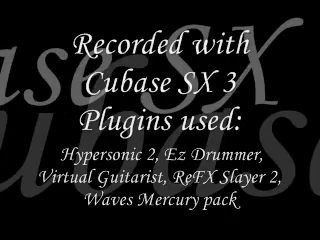 Recorded with
Cubase SX 3
Plugins used:
Hypersonic 2, Ez Drummer,
Virtual Guitarist, ReFX Slayer 2,
Waves Mercury pack